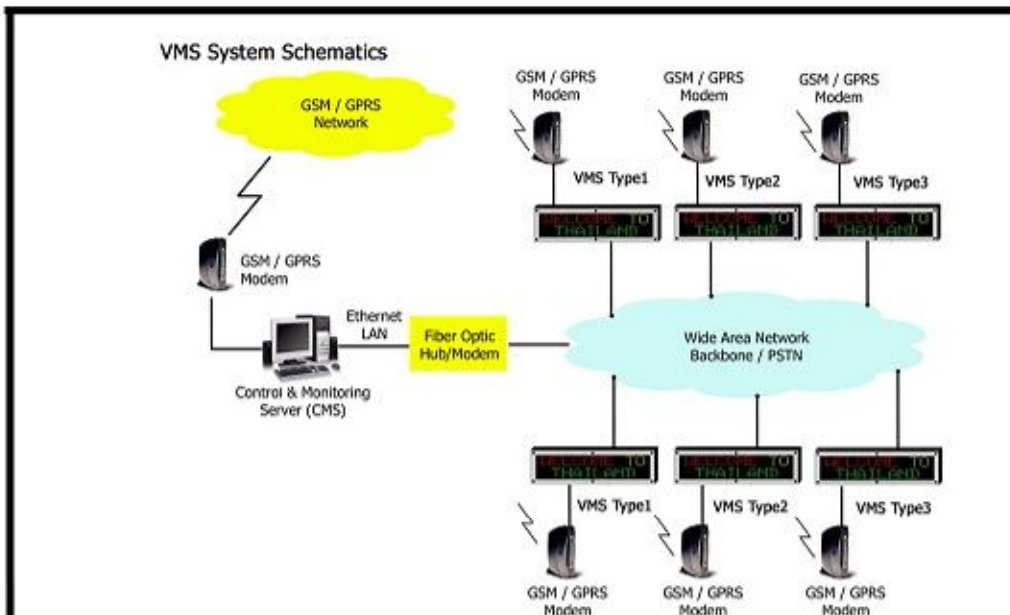 VMS System Schematics
GSM / GPRS
Network
GSM / GPRS
Modem
GSM / GPRS
Modem
GSM / GPRS
Modem
VMS Type1
VMS Type2
VMS Type3
WELCOME TO
THAILAND
WELCOME TO
THAILAND
WELCOME TO
THAILAND
GSM / GPRS
Modem
Ethernet
LAN
Fiber Optic
Hub/Modem
Wide Area Network
Backbone / PSTN
Control & Monitoring
Server (CMS)
WELCOME TO
THAILAND
WELCOME TO
THAILAND
WELCOME TO
THAILAND
VMS Type1
VMS Type2
VMS Type3
GSM / GPRS
Modem
GSM / GPRS
Modem
GSM / GPRS
Modem